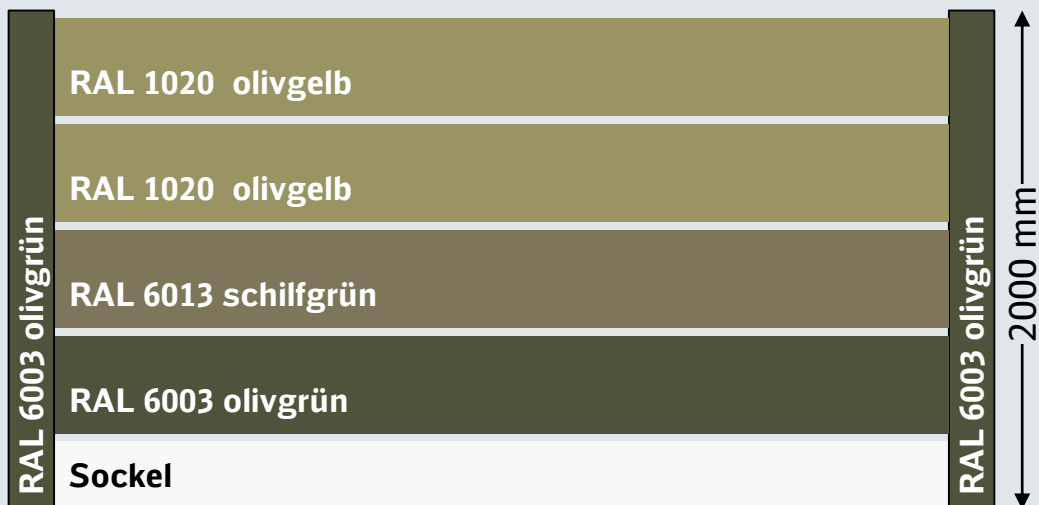 RAL 1020  olivgelb
RAL 1020  olivgelb
RAL 6013 schilfgrün
RAL 6003 olivgrün
Sockel
RAL 6003 olivgrün
RAL 6003 olivgrün
2000 mm